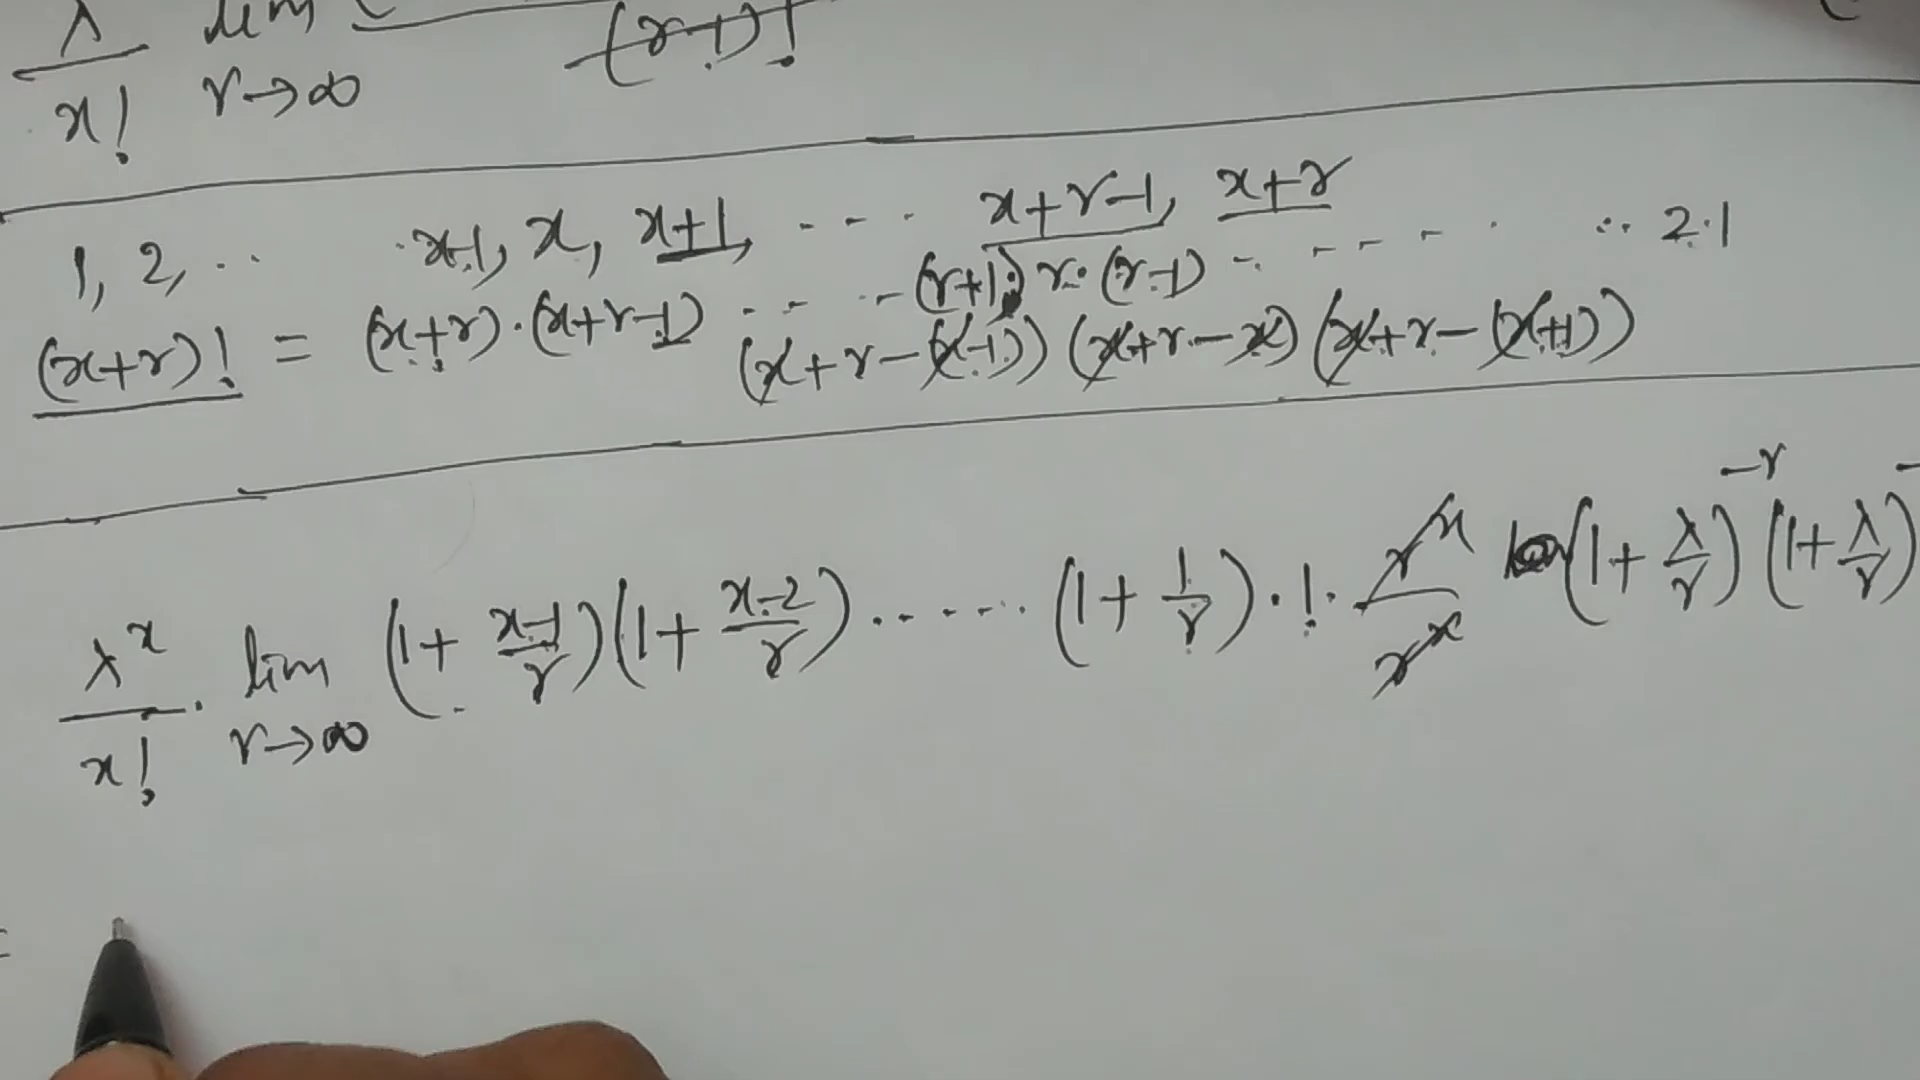 λ/x! lim r→∞ (r-1)!
1, 2, .. x-1, x, x+1, --- x+r-1, x+r
(x+r)! = (x+r).(x+r-1) ---- (r+1) r.(r-1) ------ .. 2.1
(x+r-(x-1)) (x+r-x) (x+r-(x+1))
λ^x/x! . lim r→∞ (1+ (x-1)/r)(1+ (x-2)/r)...... (1+ 1/r).1. r^x/r^x (1+ λ/r)^-r (1+ λ/r)^-
=